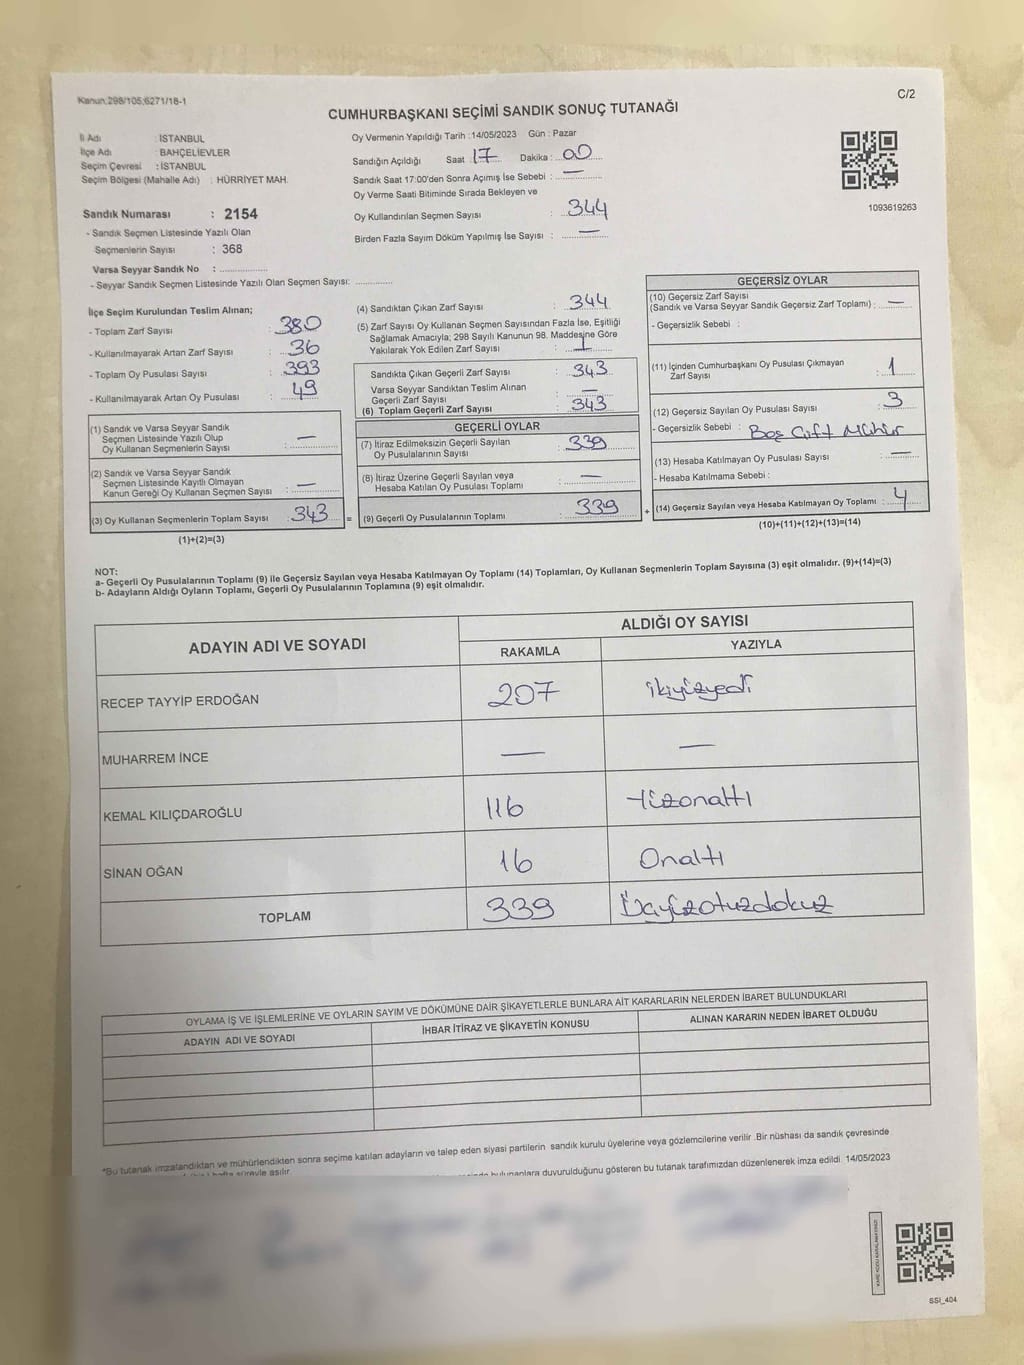 Kanun:298/105;6271/18-1
C/2
CUMHURBAŞKANI SEÇİMİ SANDIK SONUÇ TUTANAĞI
İl Adı : İSTANBUL
İlçe Adı : BAHÇELİEVLER
Seçim Çevresi : İSTANBUL
Seçim Bölgesi (Mahalle Adı) : HÜRRİYET MAH.
Sandık Numarası : 2154
- Sandık Seçmen Listesinde Yazılı Olan
Seçmenlerin Sayısı : 368
Varsa Seyyar Sandık No :
- Seyyar Sandık Seçmen Listesinde Yazılı Olan Seçmen Sayısı:
Oy Vermenin Yapıldığı Tarih :14/05/2023 Gün : Pazar
Sandığın Açıldığı Saat 17 Dakika : 00
Sandık Saat 17:00'den Sonra Açımış İse Sebebi : —
Oy Verme Saati Bitiminde Sırada Bekleyen ve
Oy Kullandırılan Seçmen Sayısı : 344
Birden Fazla Sayım Döküm Yapılmış İse Sayısı : —
1093619263
İlçe Seçim Kurulundan Teslim Alınan;
- Toplam Zarf Sayısı : 380
- Kullanılmayarak Artan Zarf Sayısı : 36
- Toplam Oy Pusulası Sayısı : 393
- Kullanılmayarak Artan Oy Pusulası : 49
(1) Sandık ve Varsa Seyyar Sandık
Seçmen Listesinde Yazılı Olup
Oy Kullanan Seçmenlerin Sayısı : —
(2) Sandık ve Varsa Seyyar Sandık
Seçmen Listesinde Kayıtlı Olmayan
Kanun Gereği Oy Kullanan Seçmen Sayısı : —
(3) Oy Kullanan Seçmenlerin Toplam Sayısı : 343
(1)+(2)=(3)
(4) Sandıktan Çıkan Zarf Sayısı : 344
(5) Zarf Sayısı Oy Kullanan Seçmen Sayısından Fazla İse, Eşitliği
Sağlamak Amacıyla; 298 Sayılı Kanunun 98. Maddesine Göre
Yakılarak Yok Edilen Zarf Sayısı : 1
Sandıkta Çıkan Geçerli Zarf Sayısı : 343
Varsa Seyyar Sandıktan Teslim Alınan
Geçerli Zarf Sayısı : —
(6) Toplam Geçerli Zarf Sayısı : 343
GEÇERLİ OYLAR
(7) İtiraz Edilmeksizin Geçerli Sayılan
Oy Pusulalarının Sayısı : 339
(8) İtiraz Üzerine Geçerli Sayılan veya
Hesaba Katılan Oy Pusulası Toplamı : —
= (9) Geçerli Oy Pusulalarının Toplamı : 339
GEÇERSİZ OYLAR
(10) Geçersiz Zarf Sayısı
(Sandık ve Varsa Seyyar Sandık Geçersiz Zarf Toplamı) : —
- Geçersizlik Sebebi :
(11) İçinden Cumhurbaşkanı Oy Pusulası Çıkmayan
Zarf Sayısı : 1
(12) Geçersiz Sayılan Oy Pusulası Sayısı : 3
- Geçersizlik Sebebi : Boş Çift Mühür
(13) Hesaba Katılmayan Oy Pusulası Sayısı : —
- Hesaba Katılmama Sebebi :
+ (14) Geçersiz Sayılan veya Hesaba Katılmayan Oy Toplamı : 4
(10)+(11)+(12)+(13)=(14)
NOT:
a- Geçerli Oy Pusulalarının Toplamı (9) ile Geçersiz Sayılan veya Hesaba Katılmayan Oy Toplamı (14) Toplamları, Oy Kullanan Seçmenlerin Toplam Sayısına (3) eşit olmalıdır. (9)+(14)=(3)
b- Adayların Aldığı Oyların Toplamı, Geçerli Oy Pusulalarının Toplamına (9) eşit olmalıdır.
ADAYIN ADI VE SOYADI
ALDIĞI OY SAYISI
RAKAMLA YAZIYLA
RECEP TAYYİP ERDOĞAN 207 ikiyüzyedi
MUHARREM İNCE — —
KEMAL KILIÇDAROĞLU 116 Yüzonaltı
SİNAN OĞAN 16 Onaltı
TOPLAM 339 Üçyüzotuzdokuz
OYLAMA İŞ VE İŞLEMLERİNE VE OYLARIN SAYIM VE DÖKÜMÜNE DAİR ŞİKAYETLERLE BUNLARA AİT KARARLARIN NELERDEN İBARET BULUNDUKLARI
ADAYIN ADI VE SOYADI İHBAR İTİRAZ VE ŞİKAYETİN KONUSU ALINAN KARARIN NEDEN İBARET OLDUĞU
*Bu tutanak imzalandıktan ve mühürlendikten sonra seçime katılan adayların ve talep eden siyasi partilerin sandık kurulu üyelerine veya gözlemcilerine verilir .Bir nüshası da sandık çevresinde
hafta süreyle asılır. bulunanlara duyurulduğunu gösteren bu tutanak tarafımızdan düzenlenerek imza edildi. 14/05/2023
KARE KODU KARALAMAYINIZ!
SSI_404